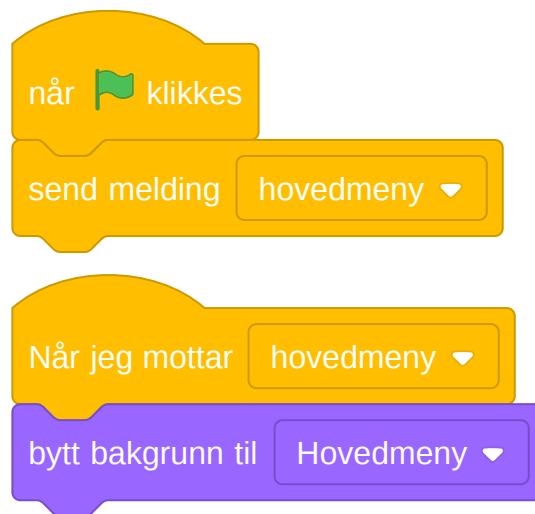 når klikkes
send melding hovedmeny
Når jeg mottar hovedmeny
bytt bakgrunn til Hovedmeny